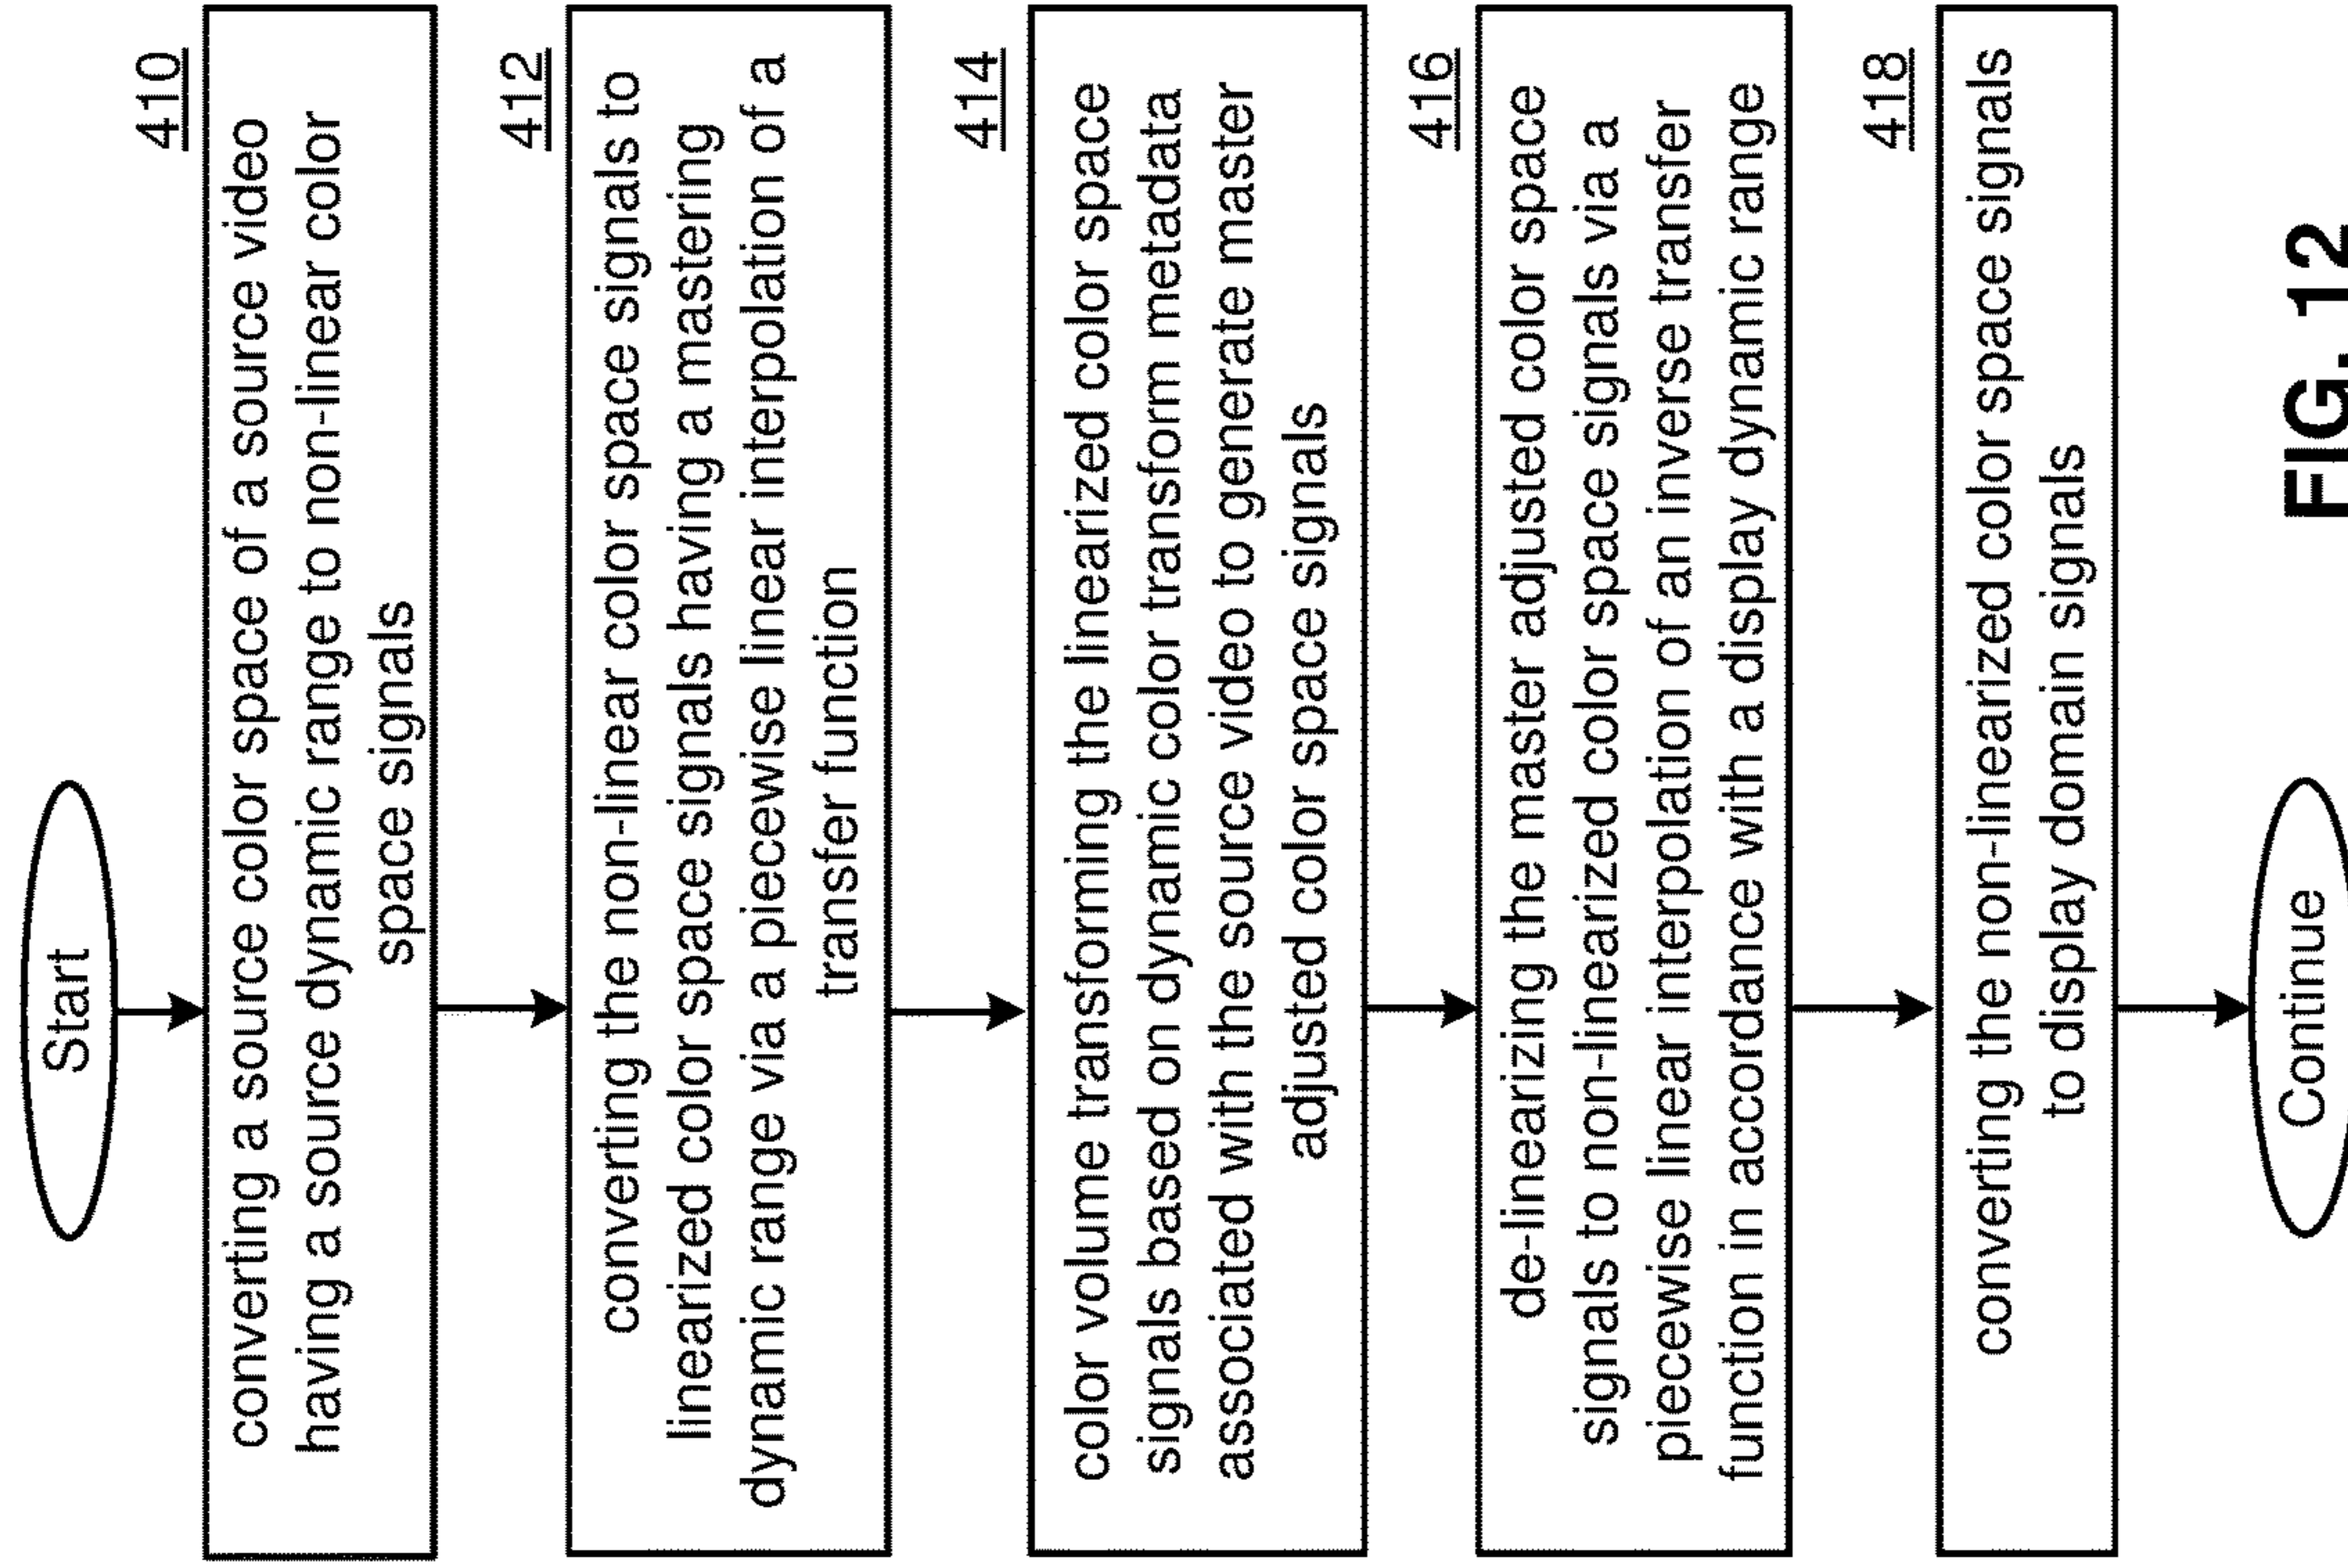 Start
410
converting a source color space of a source video
having a source dynamic range to non-linear color
space signals
412
converting the non-linear color space signals to
linearized color space signals having a mastering
dynamic range via a piecewise linear interpolation of a
transfer function
414
color volume transforming the linearized color space
signals based on dynamic color transform metadata
associated with the source video to generate master
adjusted color space signals
416
de-linearizing the master adjusted color space
signals to non-linearized color space signals via a
piecewise linear interpolation of an inverse transfer
function in accordance with a display dynamic range
418
converting the non-linearized color space signals
to display domain signals
Continue
FIG. 12